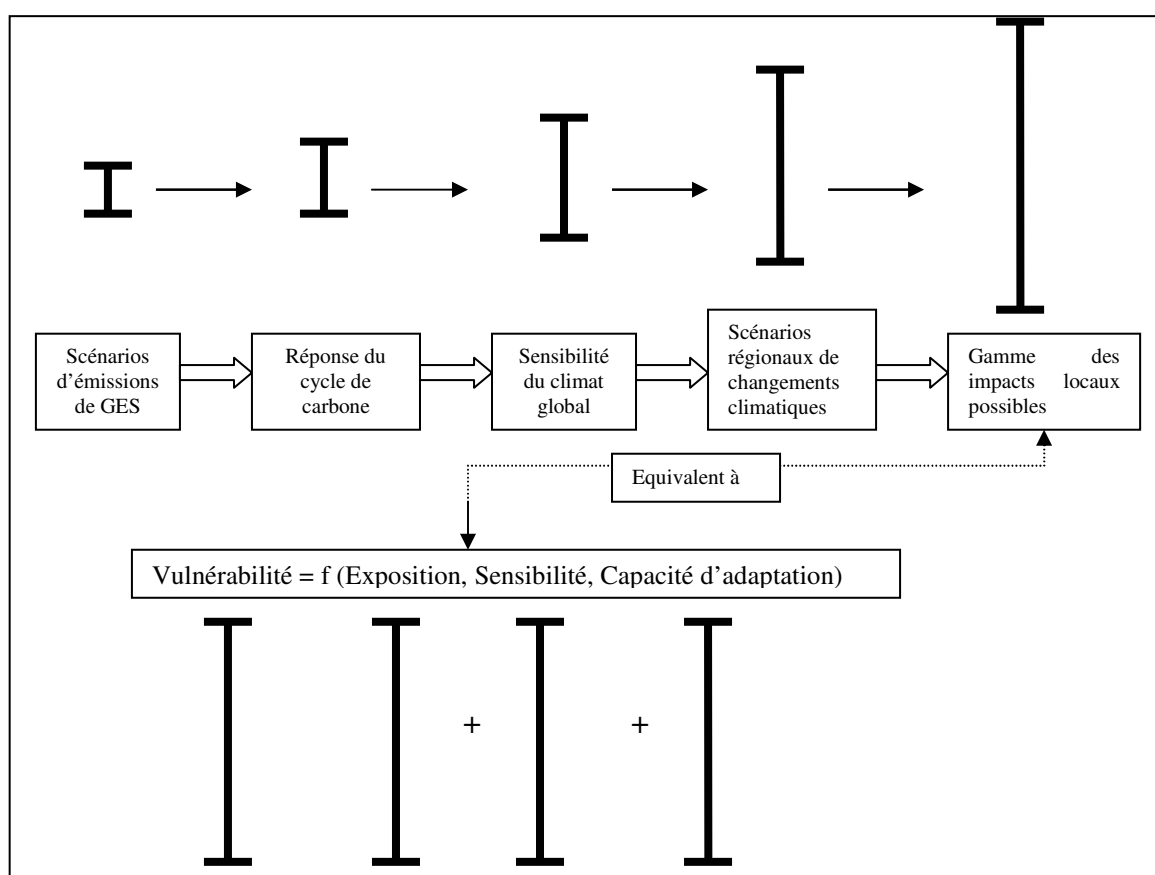 Scénarios
d'émissions
de GES
Réponse du
cycle de
carbone
Sensibilité
du climat
global
Scénarios
régionaux de
changements
climatiques
Gamme des
impacts locaux
possibles
Equivalent à
Vulnérabilité = f (Exposition, Sensibilité, Capacité d'adaptation)
+ +